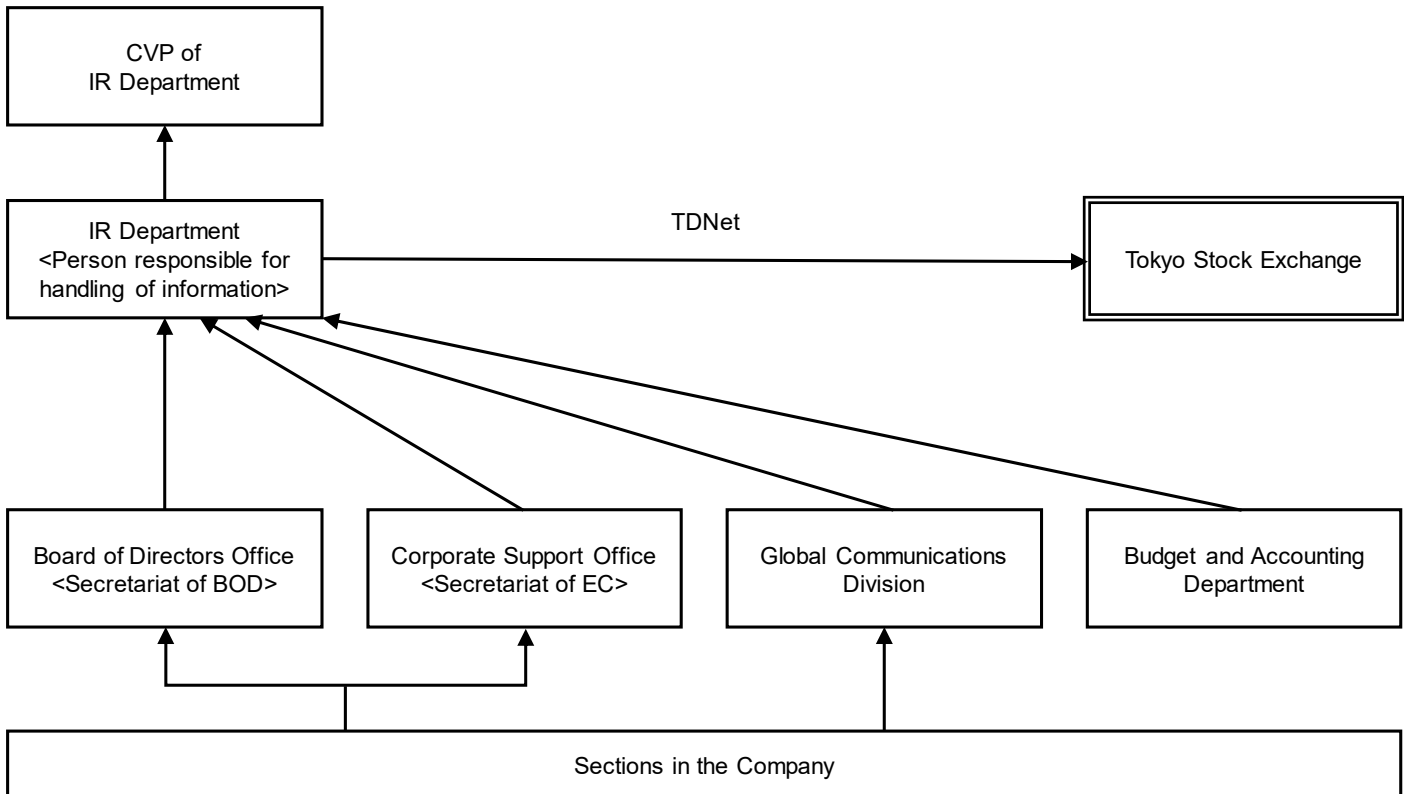 CVP of
IR Department
IR Department
<Person responsible for
handling of information>
TDNet
Tokyo Stock Exchange
Board of Directors Office
<Secretariat of BOD>
Corporate Support Office
<Secretariat of EC>
Global Communications
Division
Budget and Accounting
Department
Sections in the Company